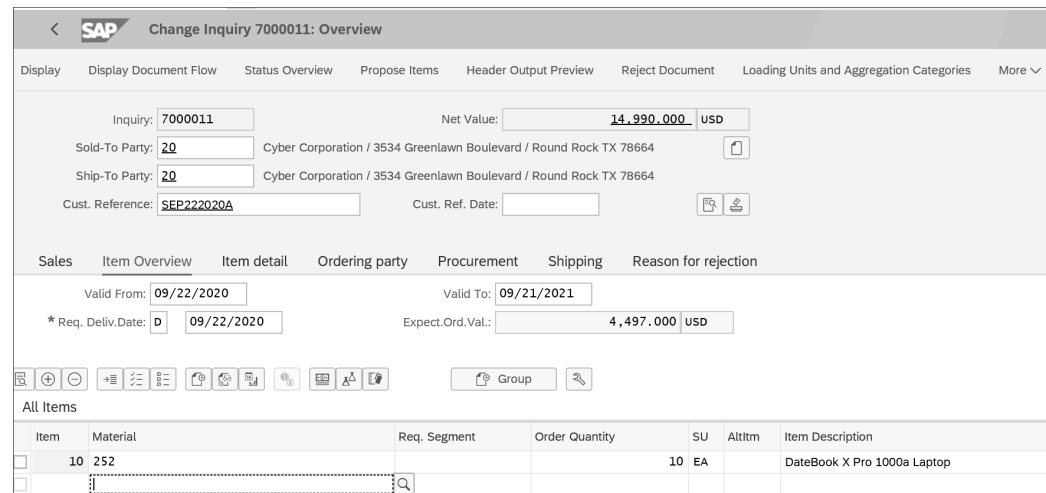 SAP Change Inquiry 7000011: Overview
Display Display Document Flow Status Overview Propose Items Header Output Preview Reject Document Loading Units and Aggregation Categories More
Inquiry: 7000011 Net Value: 14,990.000 USD
Sold-To Party: 20 Cyber Corporation / 3534 Greenlawn Boulevard / Round Rock TX 78664
Ship-To Party: 20 Cyber Corporation / 3534 Greenlawn Boulevard / Round Rock TX 78664
Cust. Reference: SEP222020A Cust. Ref. Date:
Sales Item Overview Item detail Ordering party Procurement Shipping Reason for rejection
Valid From: 09/22/2020 Valid To: 09/21/2021
* Req. Deliv.Date: D 09/22/2020 Expect.Ord.Val.: 4,497.000 USD
Group
All Items
Item Material Req. Segment Order Quantity SU AltItm Item Description
10 252 10 EA DateBook X Pro 1000a Laptop